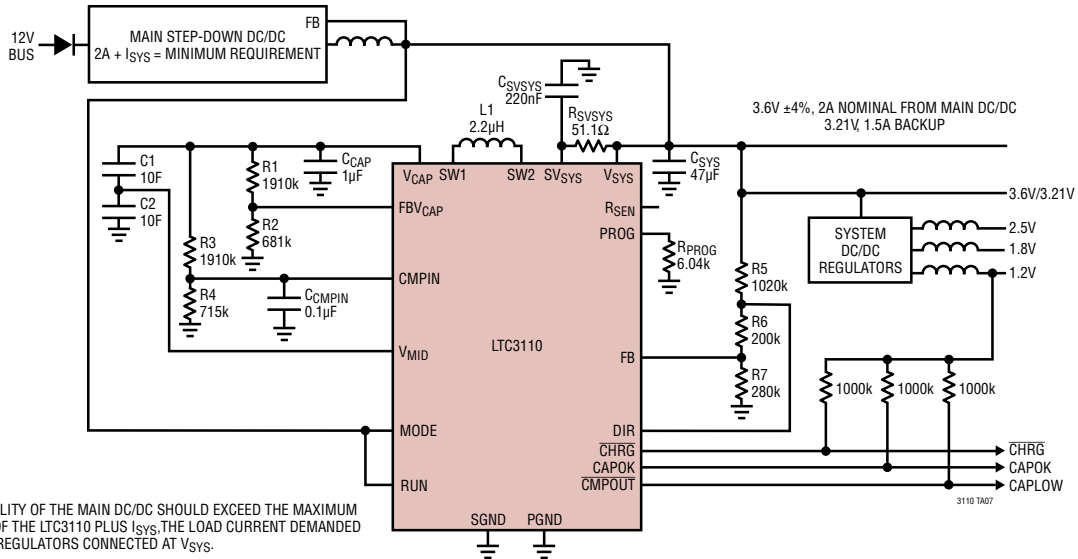 12V
BUS
MAIN STEP-DOWN DC/DC
2A + ISYS = MINIMUM REQUIREMENT
FB
CSVSYS
220nF
RSVSYS
51.1Ω
L1
2.2µH
3.6V ±4%, 2A NOMINAL FROM MAIN DC/DC
3.21V, 1.5A BACKUP
C1
10F
C2
10F
R1
1910k
CCAP
1µF
R2
681k
R3
1910k
R4
715k
CCMPIN
0.1µF
VCAP
SW1
SW2
SVSYS
VSYS
CSYS
47µF
FBVCAP
RSEN
PROG
RPROG
6.04k
CMPIN
VMID
LTC3110
FB
MODE
DIR
CHRG
CAPOK
RUN
CMPOUT
SGND
PGND
R5
1020k
R6
200k
R7
280k
3.6V/3.21V
SYSTEM
DC/DC
REGULATORS
2.5V
1.8V
1.2V
1000k
1000k
1000k
CHRG
CAPOK
CAPLOW
3110 TA07
LITY OF THE MAIN DC/DC SHOULD EXCEED THE MAXIMUM
OF THE LTC3110 PLUS ISYS,THE LOAD CURRENT DEMANDED
REGULATORS CONNECTED AT VSYS.